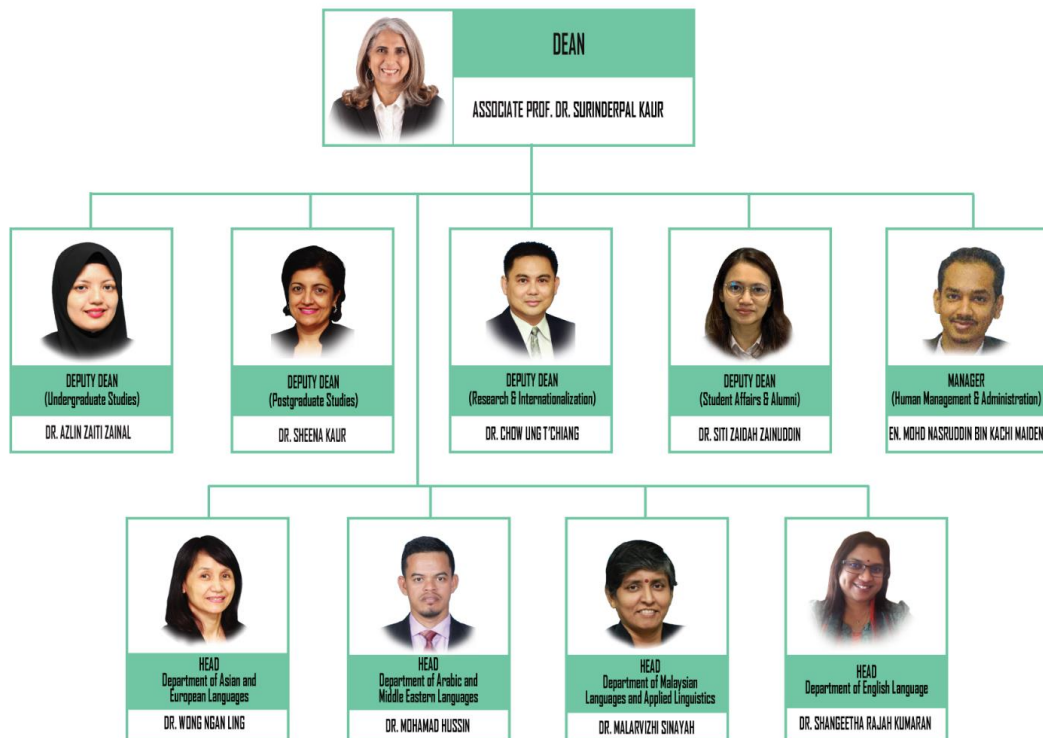 DEAN
ASSOCIATE PROF. DR. SURINDERPAL KAUR
DEPUTY DEAN
(Undergraduate Studies)
DR. AZLIN ZAITI ZAINAL
DEPUTY DEAN
(Postgraduate Studies)
DR. SHEENA KAUR
DEPUTY DEAN
(Research & Internationalization)
DR. CHOW UNG T'CHIANG
DEPUTY DEAN
(Student Affairs & Alumni)
DR. SITI ZAIDAH ZAINUDDIN
MANAGER
(Human Management & Administration)
EN. MOHD NASRUDDIN BIN KACHI MAIDEN
HEAD
Department of Asian and
European Languages
DR. WONG NGAN LING
HEAD
Department of Arabic and
Middle Eastern Languages
DR. MOHAMAD HUSSIN
HEAD
Department of Malaysian
Languages and Applied Linguistics
DR. MALARVIZHI SINAYAH
HEAD
Department of English Language
DR. SHANGEETHA RAJAH KUMARAN